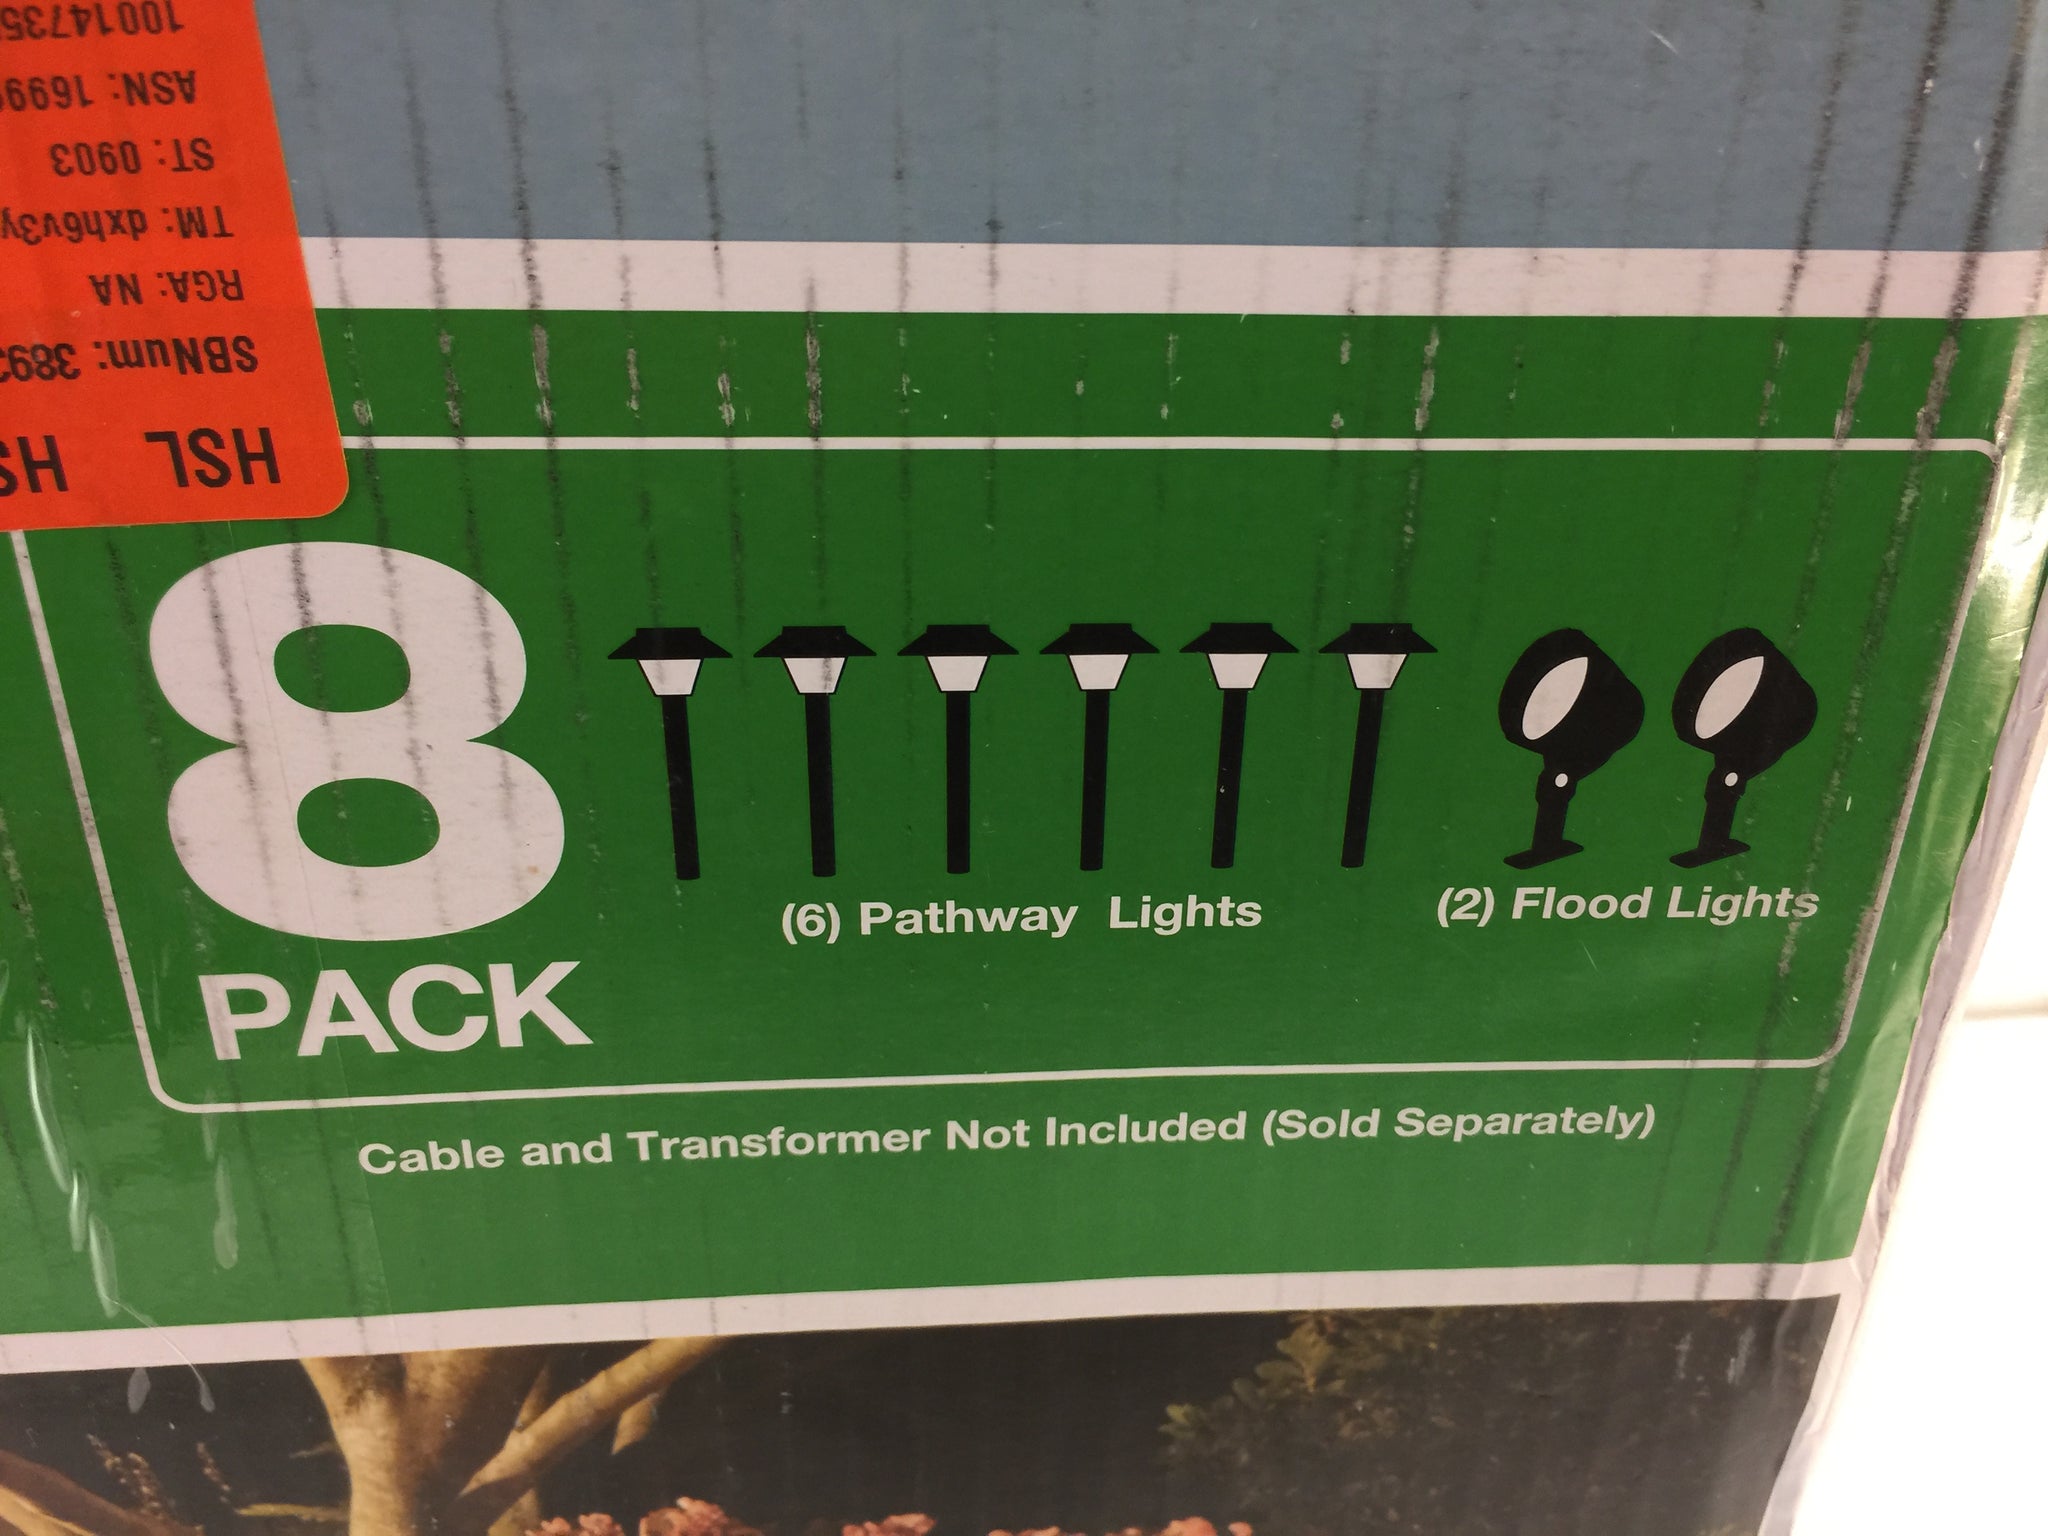 HSL
SBNum:
RGA: NA
TM:
ST: 0903
ASN:
8
PACK
(6) Pathway Lights
(2) Flood Lights
Cable and Transformer Not Included (Sold Separately)